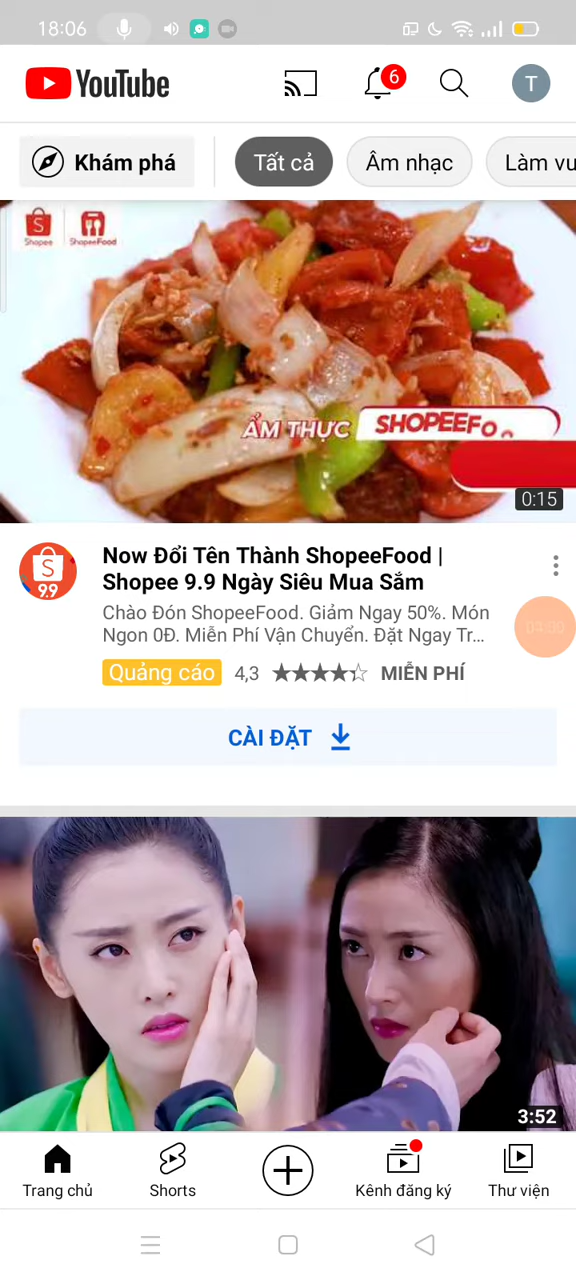 18:06
YouTube
6
T
Khám phá
Tất cả
Âm nhạc
Làm vu
Shopee
ShopeeFood
ẨM THỰC
SHOPEEFO
0:15
9.9
Now Đổi Tên Thành ShopeeFood |
Shopee 9.9 Ngày Siêu Mua Sắm
Chào Đón ShopeeFood. Giảm Ngay 50%. Món
Ngon 0Đ. Miễn Phí Vận Chuyển. Đặt Ngay Tr...
Quảng cáo 4,3 MIỄN PHÍ
CÀI ĐẶT
3:52
Trang chủ
Shorts
Kênh đăng ký
Thư viện